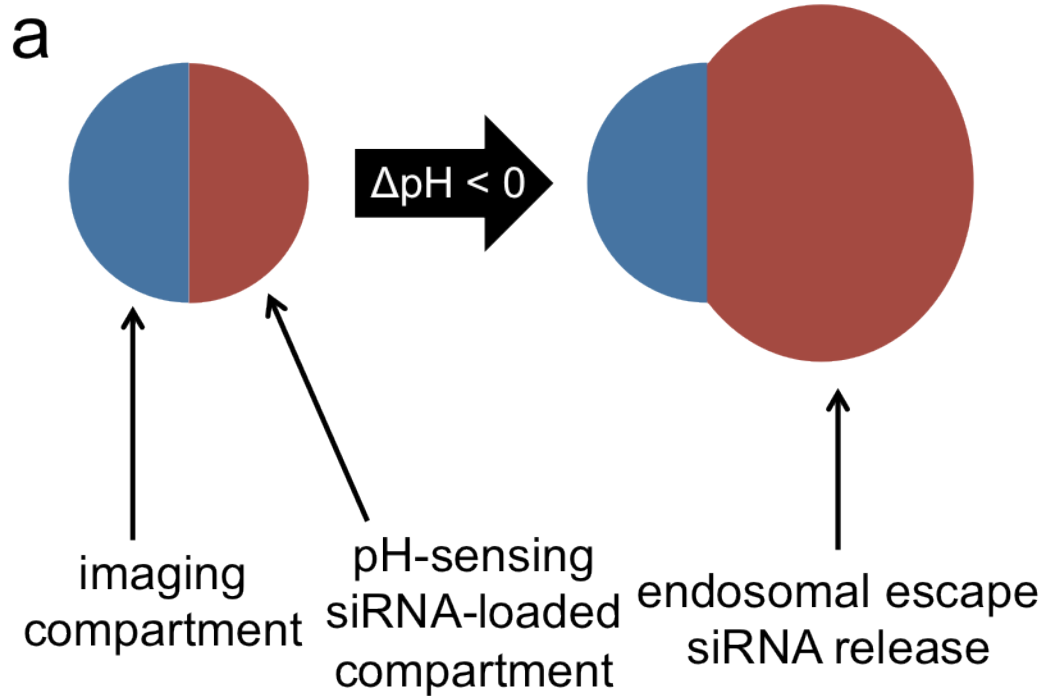 a
ΔpH < 0
imaging
compartment
pH-sensing
siRNA-loaded
compartment
endosomal escape
siRNA release